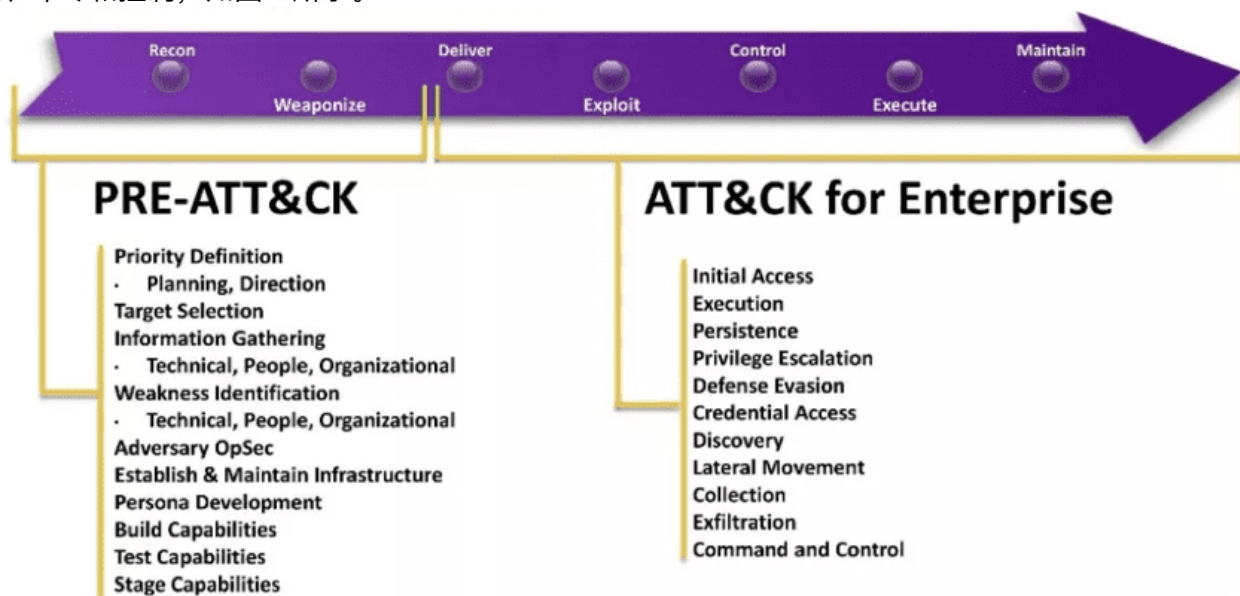 Recon
Deliver
Control
Maintain
Weaponize
Exploit
Execute
PRE-ATT&CK
Priority Definition
· Planning, Direction
Target Selection
Information Gathering
· Technical, People, Organizational
Weakness Identification
· Technical, People, Organizational
Adversary OpSec
Establish & Maintain Infrastructure
Persona Development
Build Capabilities
Test Capabilities
Stage Capabilities
ATT&CK for Enterprise
Initial Access
Execution
Persistence
Privilege Escalation
Defense Evasion
Credential Access
Discovery
Lateral Movement
Collection
Exfiltration
Command and Control